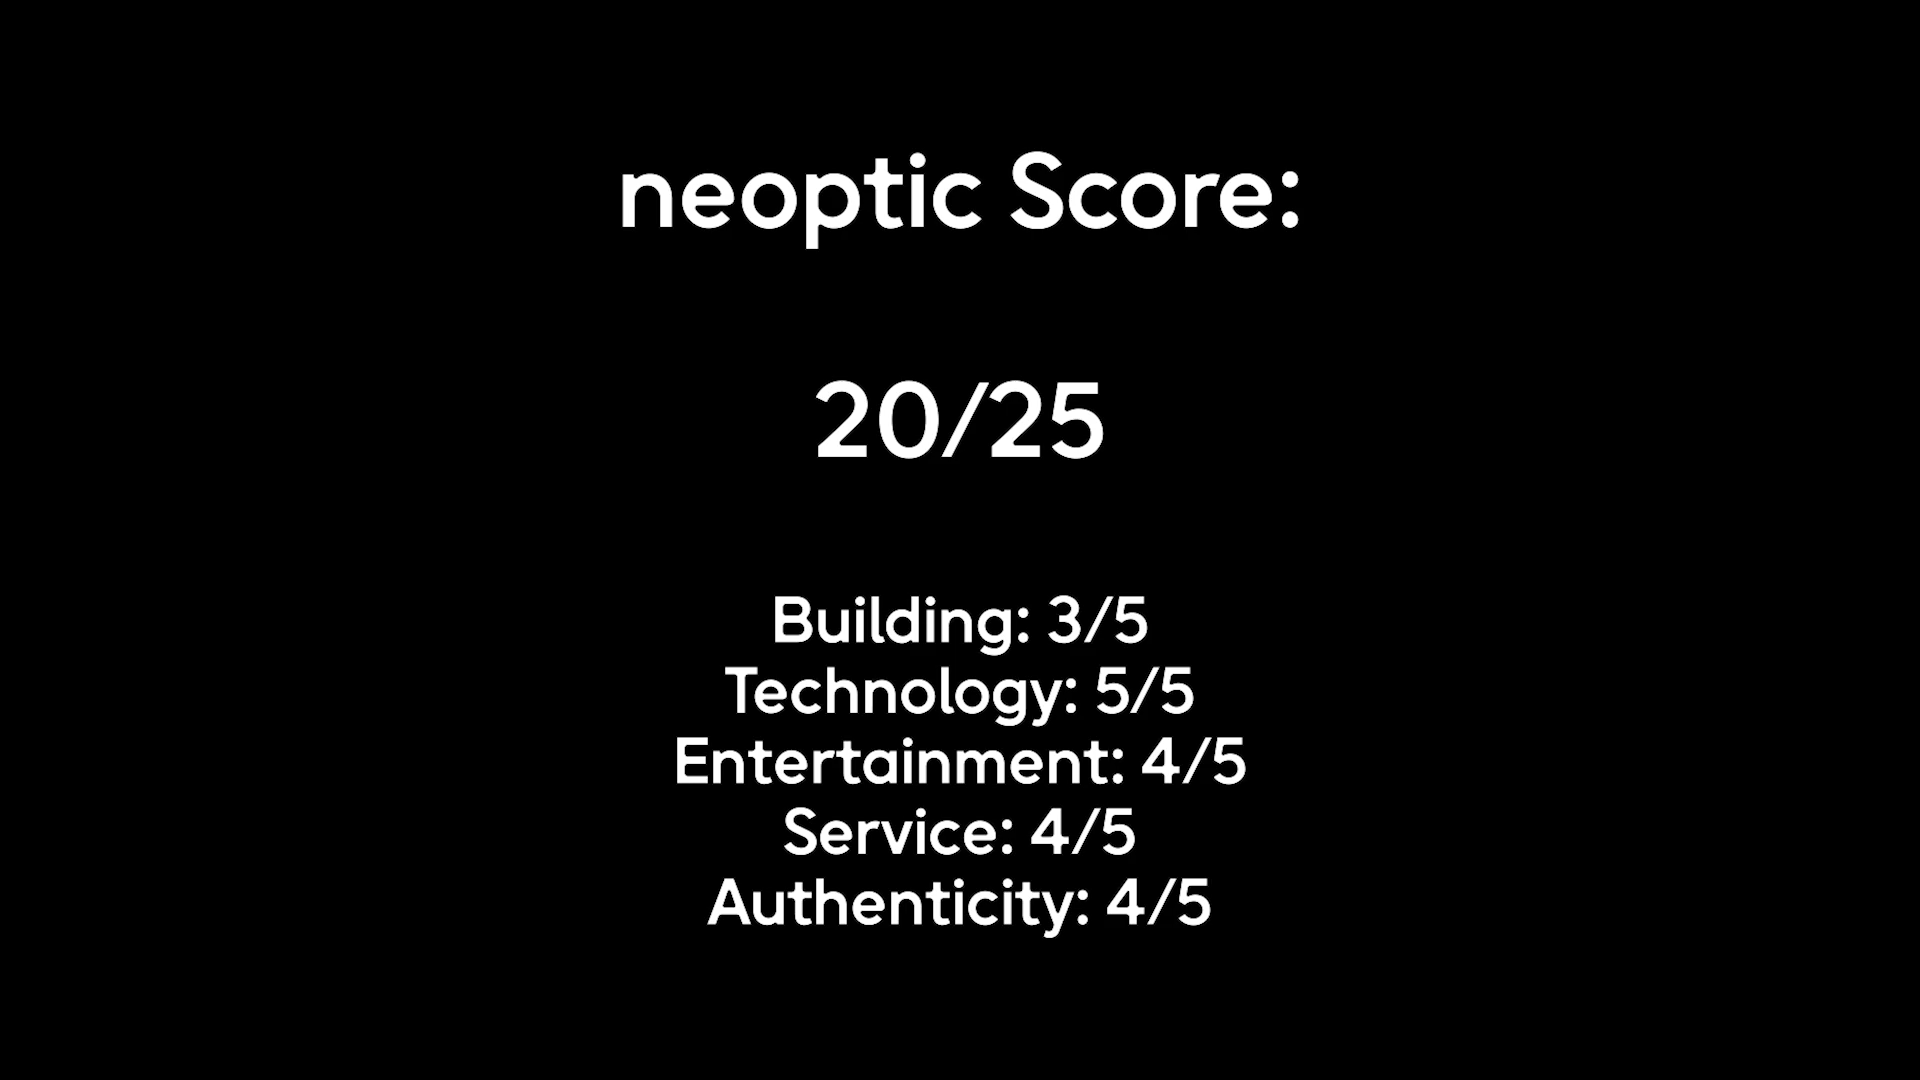 neoptic Score:
20/25
Building: 3/5
Technology: 5/5
Entertainment: 4/5
Service: 4/5
Authenticity: 4/5